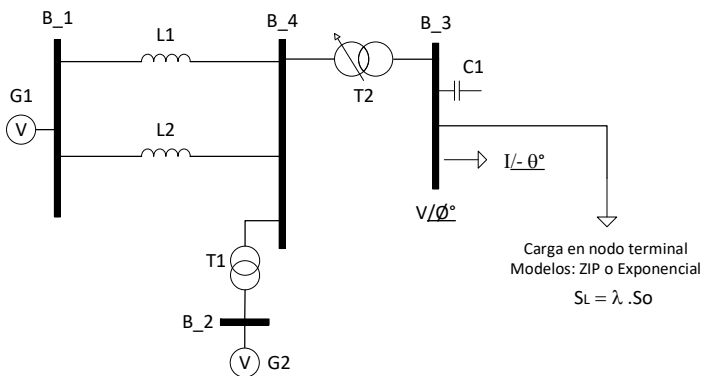 B_1
B_4
B_3
L1
C1
G1
V
T2
L2
I/- θ°
V/Ø°
T1
Carga en nodo terminal
Modelos: ZIP o Exponencial
SL = λ .So
B_2
V
G2